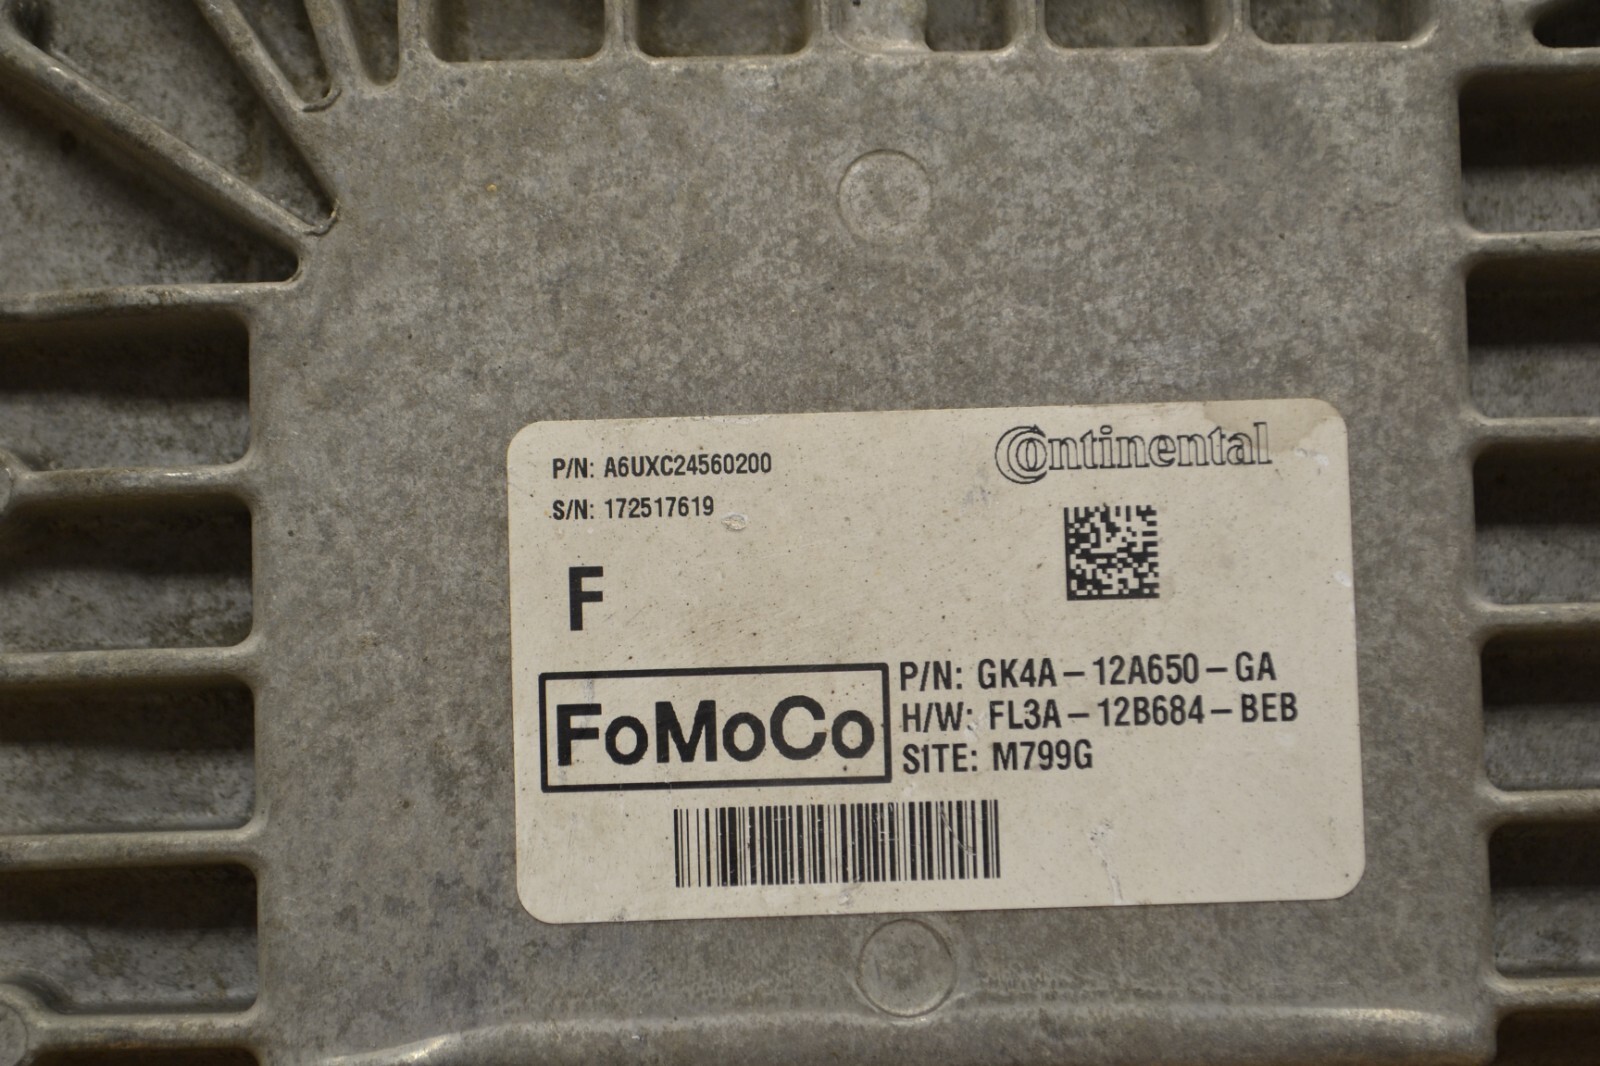 P/N: A6UXC24560200
Continental
S/N: 172517619
F
FoMoCo
P/N: GK4A-12A650-GA
H/W: FL3A-12B684-BEB
SITE: M799G